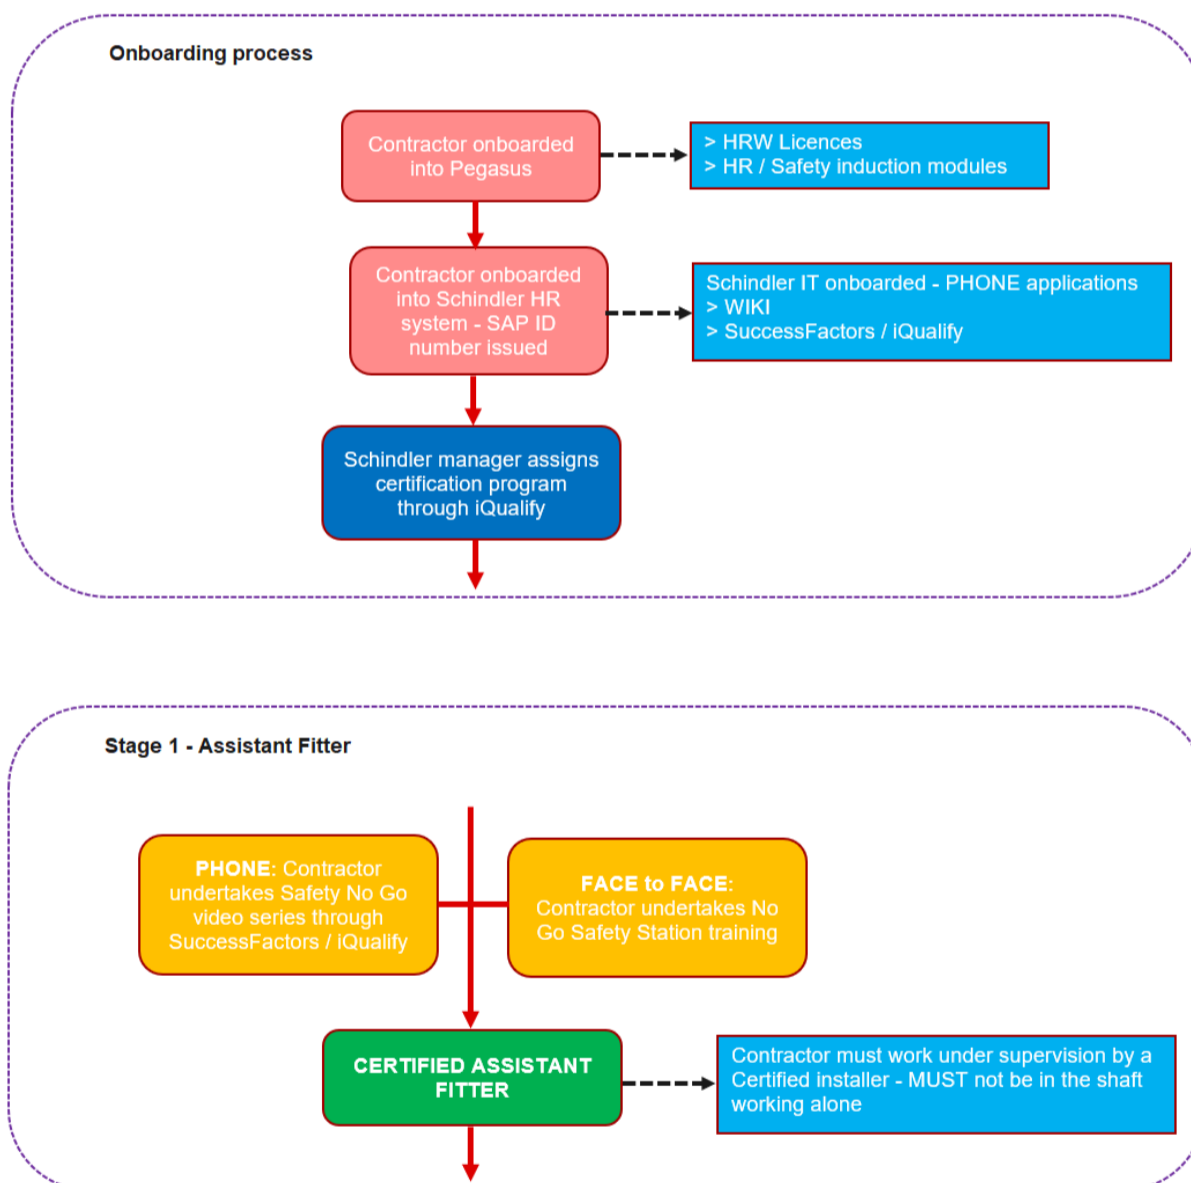 Onboarding process
Contractor onboarded
into Pegasus
> HRW Licences
> HR / Safety induction modules
Contractor onboarded
into Schindler HR
system - SAP ID
number issued
Schindler IT onboarded - PHONE applications
> WIKI
> SuccessFactors / iQualify
Schindler manager assigns
certification program
through iQualify
Stage 1 - Assistant Fitter
PHONE: Contractor
undertakes Safety No Go
video series through
SuccessFactors / iQualify
FACE to FACE:
Contractor undertakes No
Go Safety Station training
CERTIFIED ASSISTANT
FITTER
Contractor must work under supervision by a
Certified installer - MUST not be in the shaft
working alone